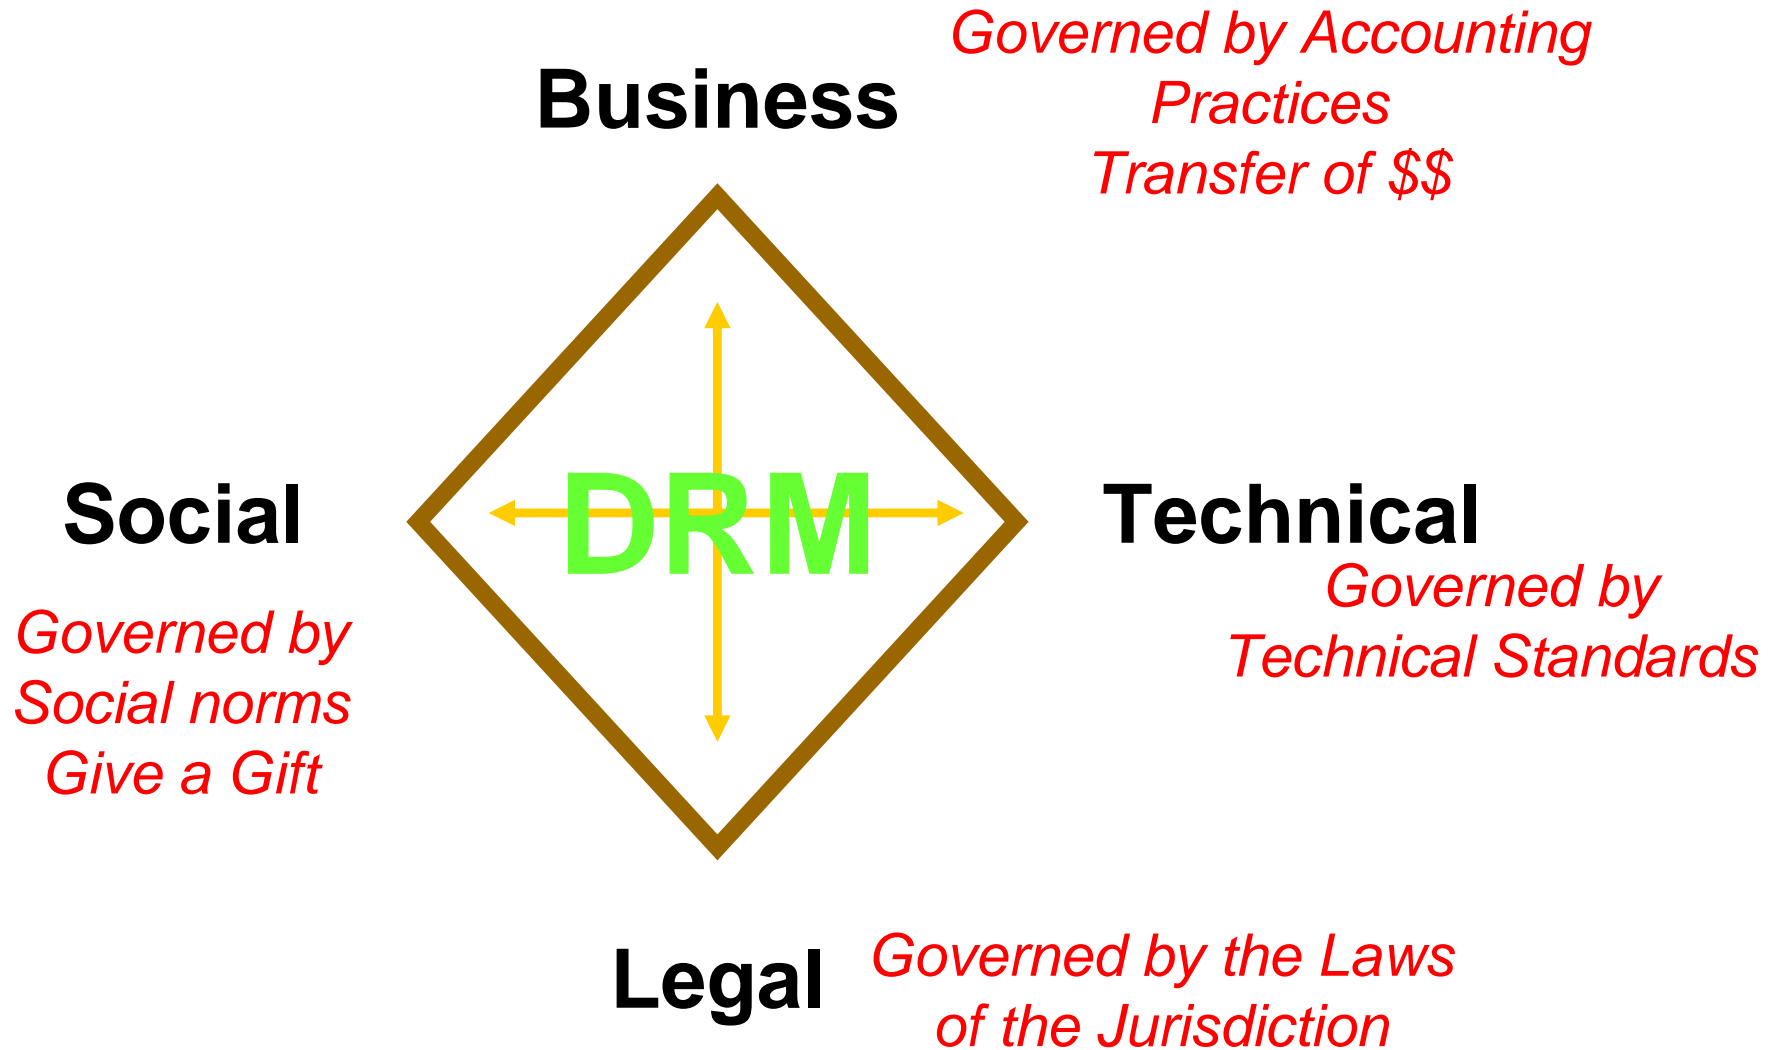 Governed by Accounting
Practices
Transfer of $$
Business
Social
DRM
Technical
Governed by
Technical Standards
Governed by
Social norms
Give a Gift
Legal
Governed by the Laws
of the Jurisdiction